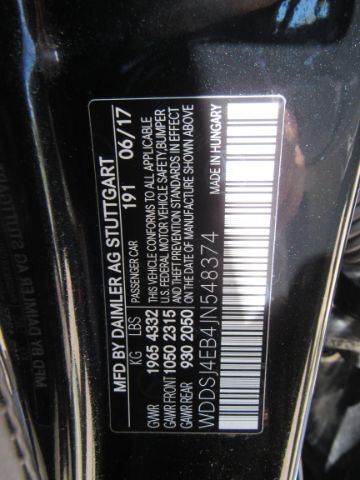 MFD BY DAIMLER AG STUTTGART
KG LBS PASSENGER CAR 191 06/17
GVWR 1965 4332 THIS VEHICLE CONFORMS TO ALL APPLICABLE
GAWR FRONT 1050 2315 U.S. FEDERAL MOTOR VEHICLE SAFETY,BUMPER
GAWR REAR 930 2050 AND THEFT PREVENTION STANDARDS IN EFFECT
ON THE DATE OF MANUFACTURE SHOWN ABOVE
MADE IN HUNGARY
WDDSJ4EB4JN548374